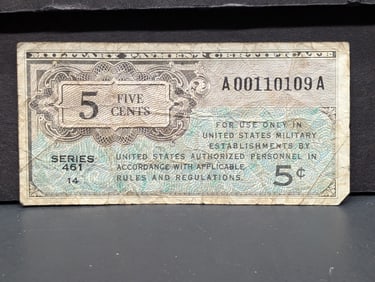 MILITARY PAYMENT CERTIFICATE
A00110109A
5 FIVE
CENTS
FOR USE ONLY IN
UNITED STATES MILITARY
ESTABLISHMENTS BY
UNITED STATES AUTHORIZED PERSONNEL IN
ACCORDANCE WITH APPLICABLE
RULES AND REGULATIONS.
SERIES
461
14
5¢